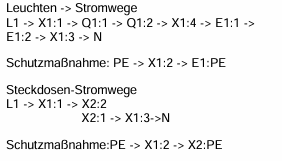 Leuchten -> Stromwege
L1 -> X1:1 -> Q1:1 -> Q1:2 -> X1:4 -> E1:1 ->
E1:2 -> X1:3 -> N
Schutzmaßnahme: PE -> X1:2 -> E1:PE
Steckdosen-Stromwege
L1 -> X1:1 -> X2:2
X2:1 -> X1:3->N
Schutzmaßnahme:PE -> X1:2 -> X2:PE